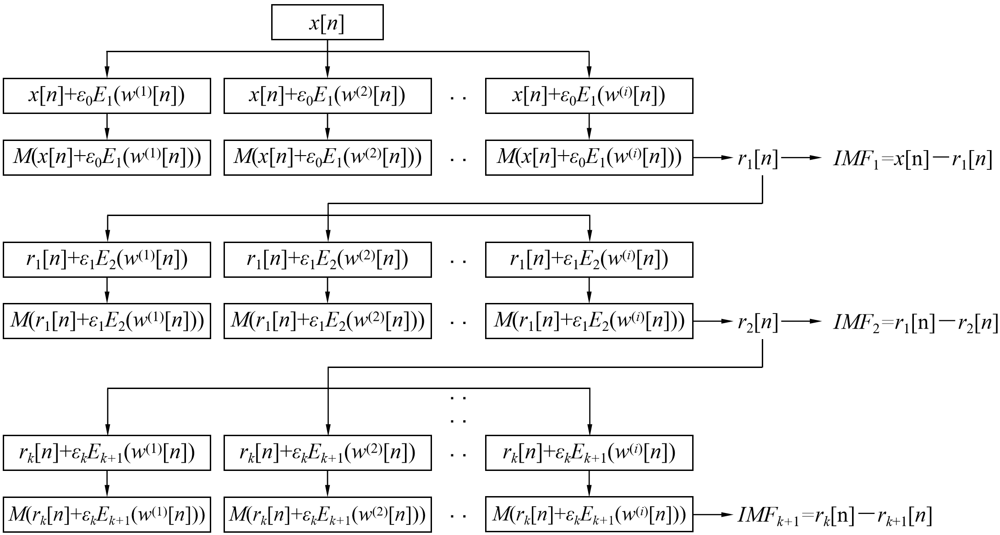 x[n]
x[n]+ε₀E₁(w⁽¹⁾[n]) x[n]+ε₀E₁(w⁽²⁾[n]) . . x[n]+ε₀E₁(w⁽ⁱ⁾[n])
M(x[n]+ε₀E₁(w⁽¹⁾[n])) M(x[n]+ε₀E₁(w⁽²⁾[n])) . . M(x[n]+ε₀E₁(w⁽ⁱ⁾[n])) r₁[n] IMF₁=x[n]−r₁[n]
r₁[n]+ε₁E₂(w⁽¹⁾[n]) r₁[n]+ε₁E₂(w⁽²⁾[n]) . . r₁[n]+ε₁E₂(w⁽ⁱ⁾[n])
M(r₁[n]+ε₁E₂(w⁽¹⁾[n])) M(r₁[n]+ε₁E₂(w⁽²⁾[n])) . . M(r₁[n]+ε₁E₂(w⁽ⁱ⁾[n])) r₂[n] IMF₂=r₁[n]−r₂[n]
. .
. .
rₖ[n]+εₖEₖ₊₁(w⁽¹⁾[n]) rₖ[n]+εₖEₖ₊₁(w⁽²⁾[n]) . . rₖ[n]+εₖEₖ₊₁(w⁽ⁱ⁾[n])
M(rₖ[n]+εₖEₖ₊₁(w⁽¹⁾[n])) M(rₖ[n]+εₖEₖ₊₁(w⁽²⁾[n])) . . M(rₖ[n]+εₖEₖ₊₁(w⁽ⁱ⁾[n])) IMFₖ₊₁=rₖ[n]−rₖ₊₁[n]